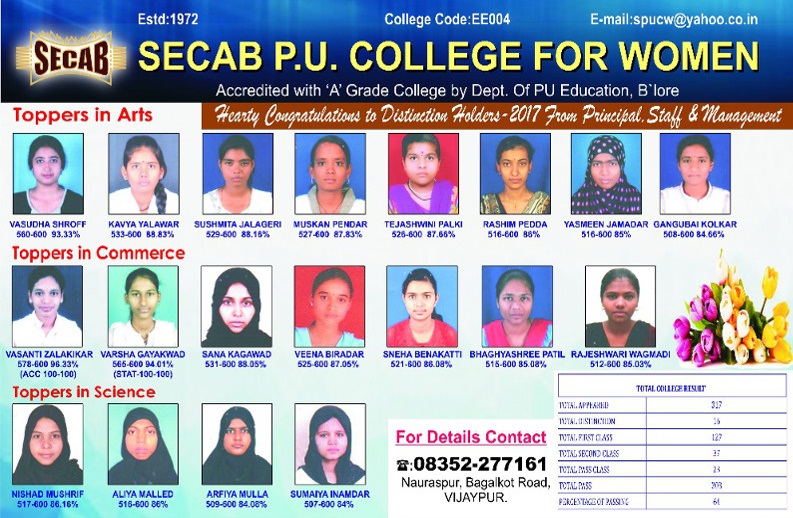 Estd:1972
College Code:EE004
E-mail:spucw@yahoo.co.in
SECAB
SECAB P.U. COLLEGE FOR WOMEN
Accredited with 'A' Grade College by Dept. Of PU Education, B`lore
Toppers in Arts
Hearty Congratulations to Distinction Holders-2017 From Principal, Staff & Management
VASUDHA SHROFF
560-600 93.33%
KAVYA YALAWAR
533-600 88.83%
SUSHMITA JALAGERI
529-600 88.16%
MUSKAN PENDAR
527-600 87.83%
TEJASHWINI PALKI
526-600 87.66%
RASHIM PEDDA
516-600 86%
YASMEEN JAMADAR
516-600 85%
GANGUBAI KOLKAR
508-600 84.66%
Toppers in Commerce
VASANTI ZALAKIKAR
578-600 96.33%
(ACC 100-100)
VARSHA GAYAKWAD
565-600 94.01%
(STAT-100-100)
SANA KAGAWAD
531-600 88.05%
VEENA BIRADAR
525-600 87.05%
SNEHA BENAKATTI
521-600 86.08%
BHAGHYASHREE PATIL
515-600 85.08%
RAJESHWARI WAGMADI
512-600 85.03%
Toppers in Science
NISHAD MUSHRIF
517-600 86.16%
ALIYA MALLED
516-600 86%
ARFIYA MULLA
509-600 84.08%
SUMAIYA INAMDAR
507-600 84%
For Details Contact
☎:08352-277161
Nauraspur, Bagalkot Road,
VIJAYPUR.
TOTAL COLLEGE RESULT
TOTAL APPEARED
TOTAL DISTINCTION
TOTAL FIRST CLASS 127
TOTAL SECOND CLASS 37
TOTAL PASS CLASS
TOTAL PASS 203
PERCENTAGE OF PASSING 64